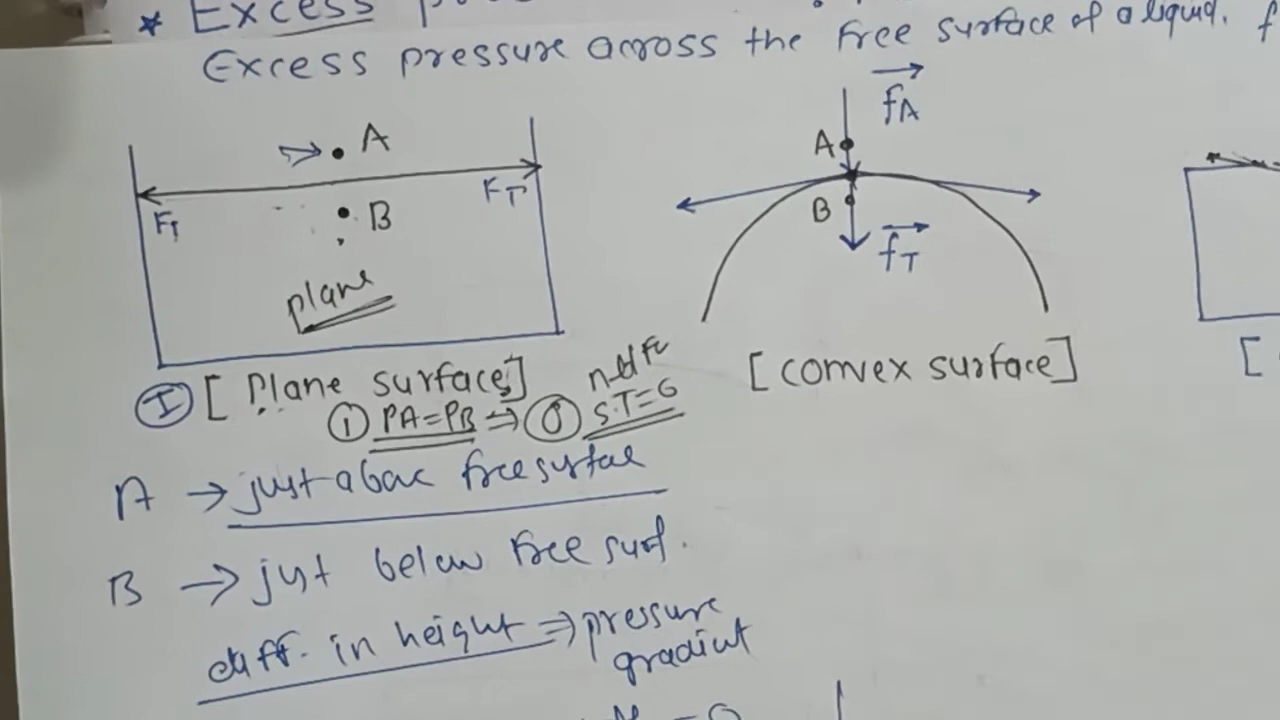 * Excess
Excess pressure across the free surface of a liquid.
A
B
FT
FT
plane
fA
A
B
fT
[convex surface]
[
I [Plane surface]
① PA=PB ⇒ ⓪ S.T=0
A → just above free surface
B → just below free surf.
diff. in height ⇒ pressure
gradient